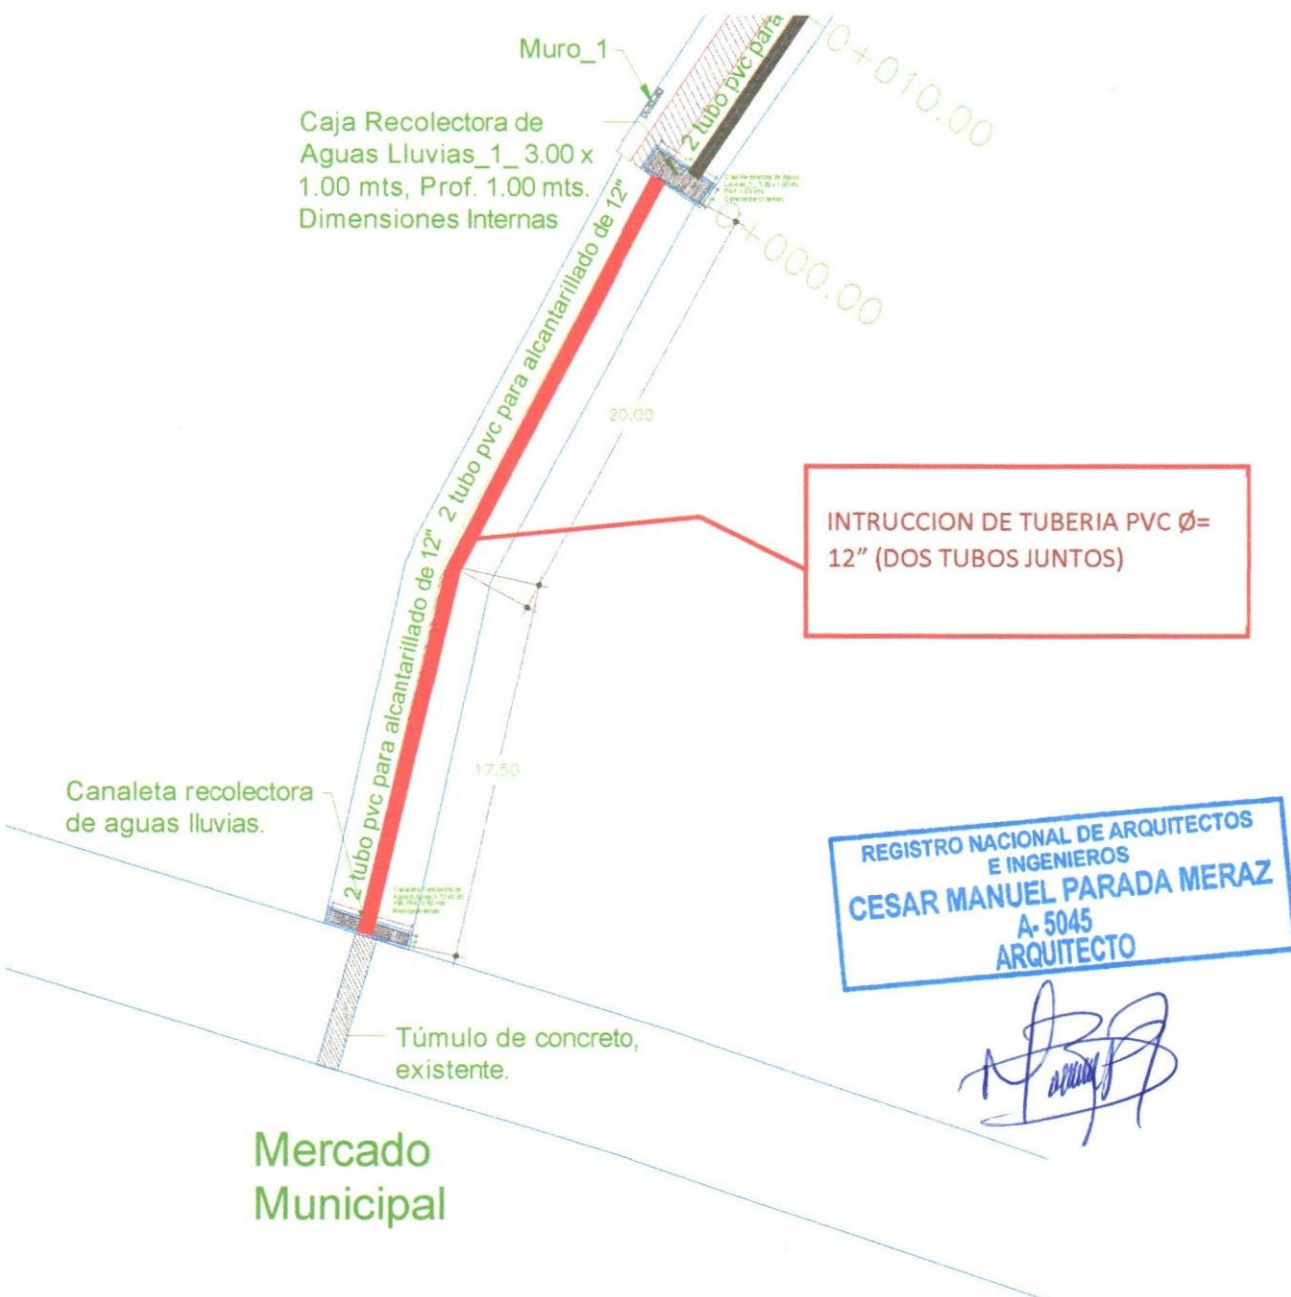 Muro_1
Caja Recolectora de
Aguas Lluvias_1_ 3.00 x
1.00 mts, Prof. 1.00 mts.
Dimensiones Internas
2 tubo pvc para
0+010.00
0+000.00
2 tubo pvc para alcantarillado de 12"
20.00
INTRUCCION DE TUBERIA PVC Ø=
12” (DOS TUBOS JUNTOS)
2 tubo pvc para alcantarillado de 12"
17.50
Canaleta recolectora
de aguas lluvias.
REGISTRO NACIONAL DE ARQUITECTOS
E INGENIEROS
CESAR MANUEL PARADA MERAZ
A- 5045
ARQUITECTO
Túmulo de concreto,
existente.
Mercado
Municipal